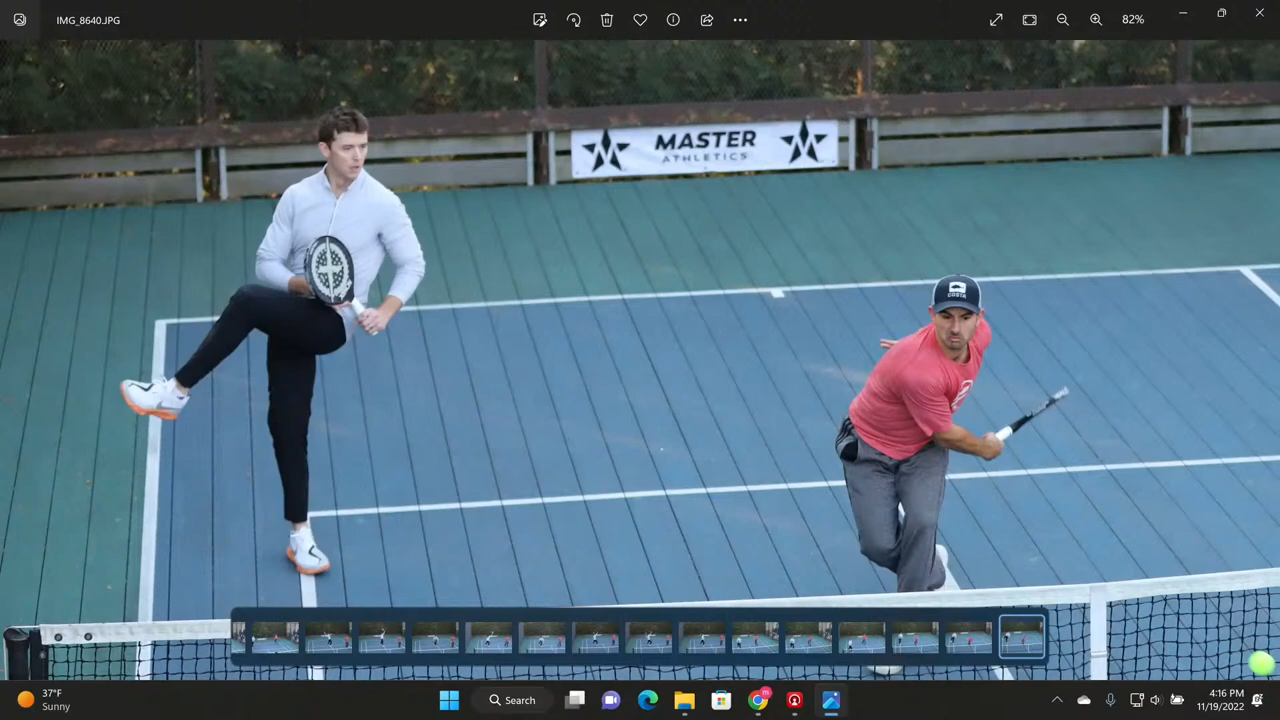 IMG_8640.JPG
82%
MASTER
ATHLETICS
COSTA
37°F
Sunny
Search
4:16 PM
11/19/2022